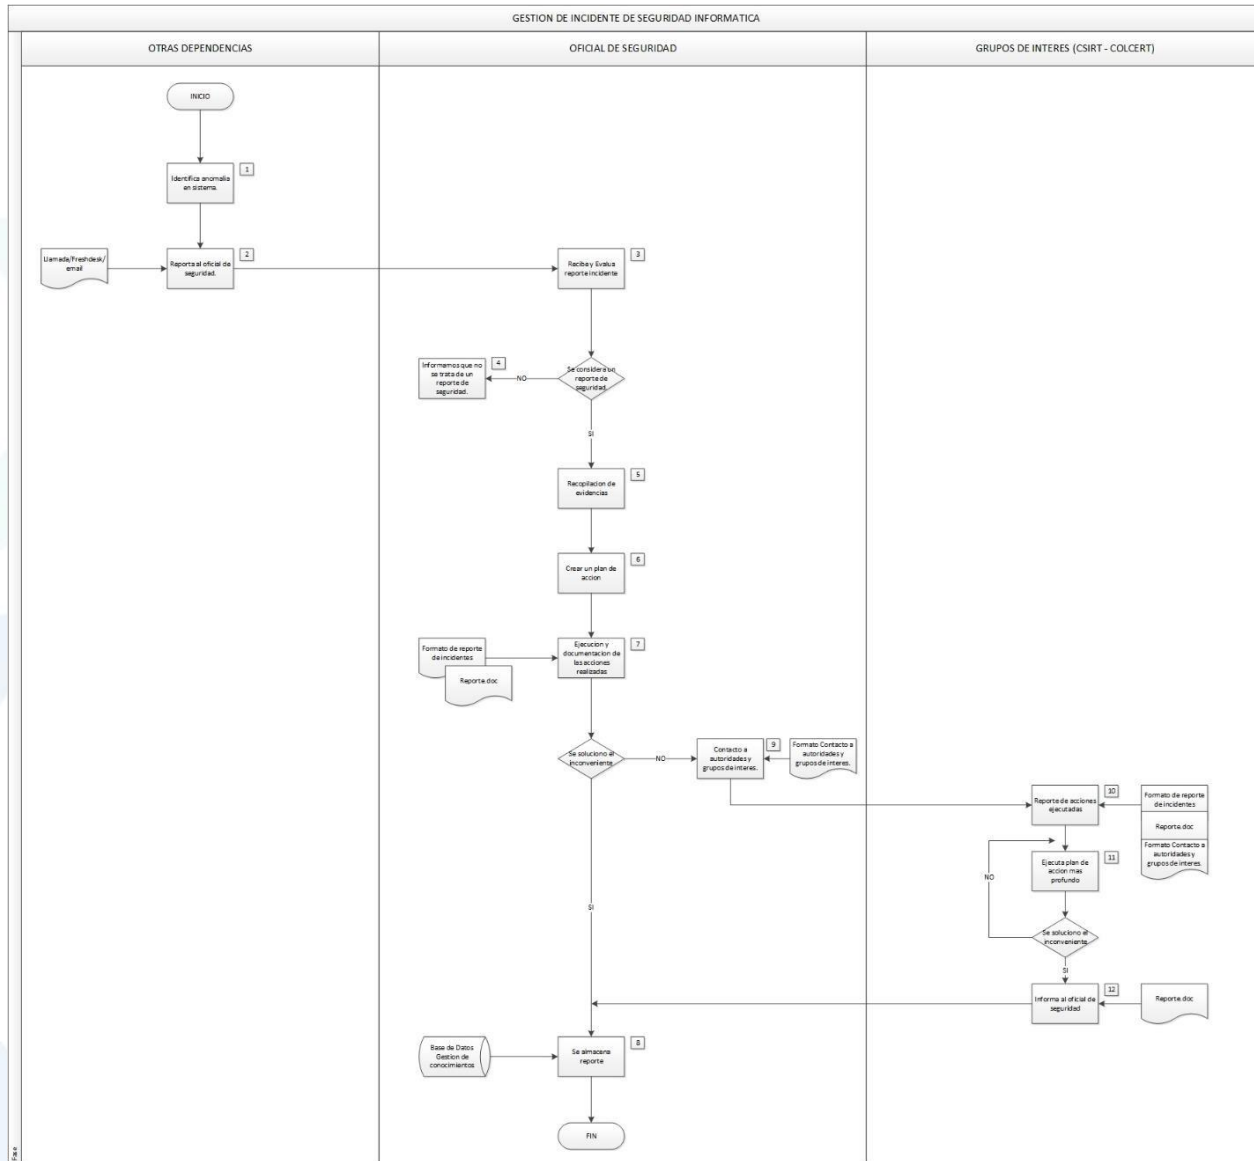 GESTION DE INCIDENTE DE SEGURIDAD INFORMATICA
OTRAS DEPENDENCIAS
OFICIAL DE SEGURIDAD
GRUPOS DE INTERES (CSIRT - COLCERT)
INICIO
1
Identifica anomalia
en sistema.
Llamada/Freshdesk/
email
2
Reporta al oficial de
seguridad.
3
Recibe y Evalua
reporte incidente
4
Informemos que no
se trata de un
reporte de
seguridad.
NO
Se considera un
reporte de
seguridad.
SI
5
Recopilacion de
evidencias
6
Crear un plan de
accion
Formato de reporte
de incidentes
Reporte.doc
7
Ejecucion y
documentacion de
las acciones
realizadas
Se soluciono el
inconveniente
NO
9
Contacto a
autoridades y
grupos de interes.
Formato Contacto a
autoridades y
grupos de interes.
10
Reporte de acciones
ejecutadas
Formato de reporte
de incidentes
Reporte.doc
Formato Contacto a
autoridades y
grupos de interes.
11
Ejecuta plan de
accion mas
profundo
NO
SI
Se soluciono el
inconveniente
SI
12
Informa al oficial de
seguridad
Reporte.doc
Base de Datos
Gestion de
conocimientos
8
Se almacena
reporte
FIN
Fase